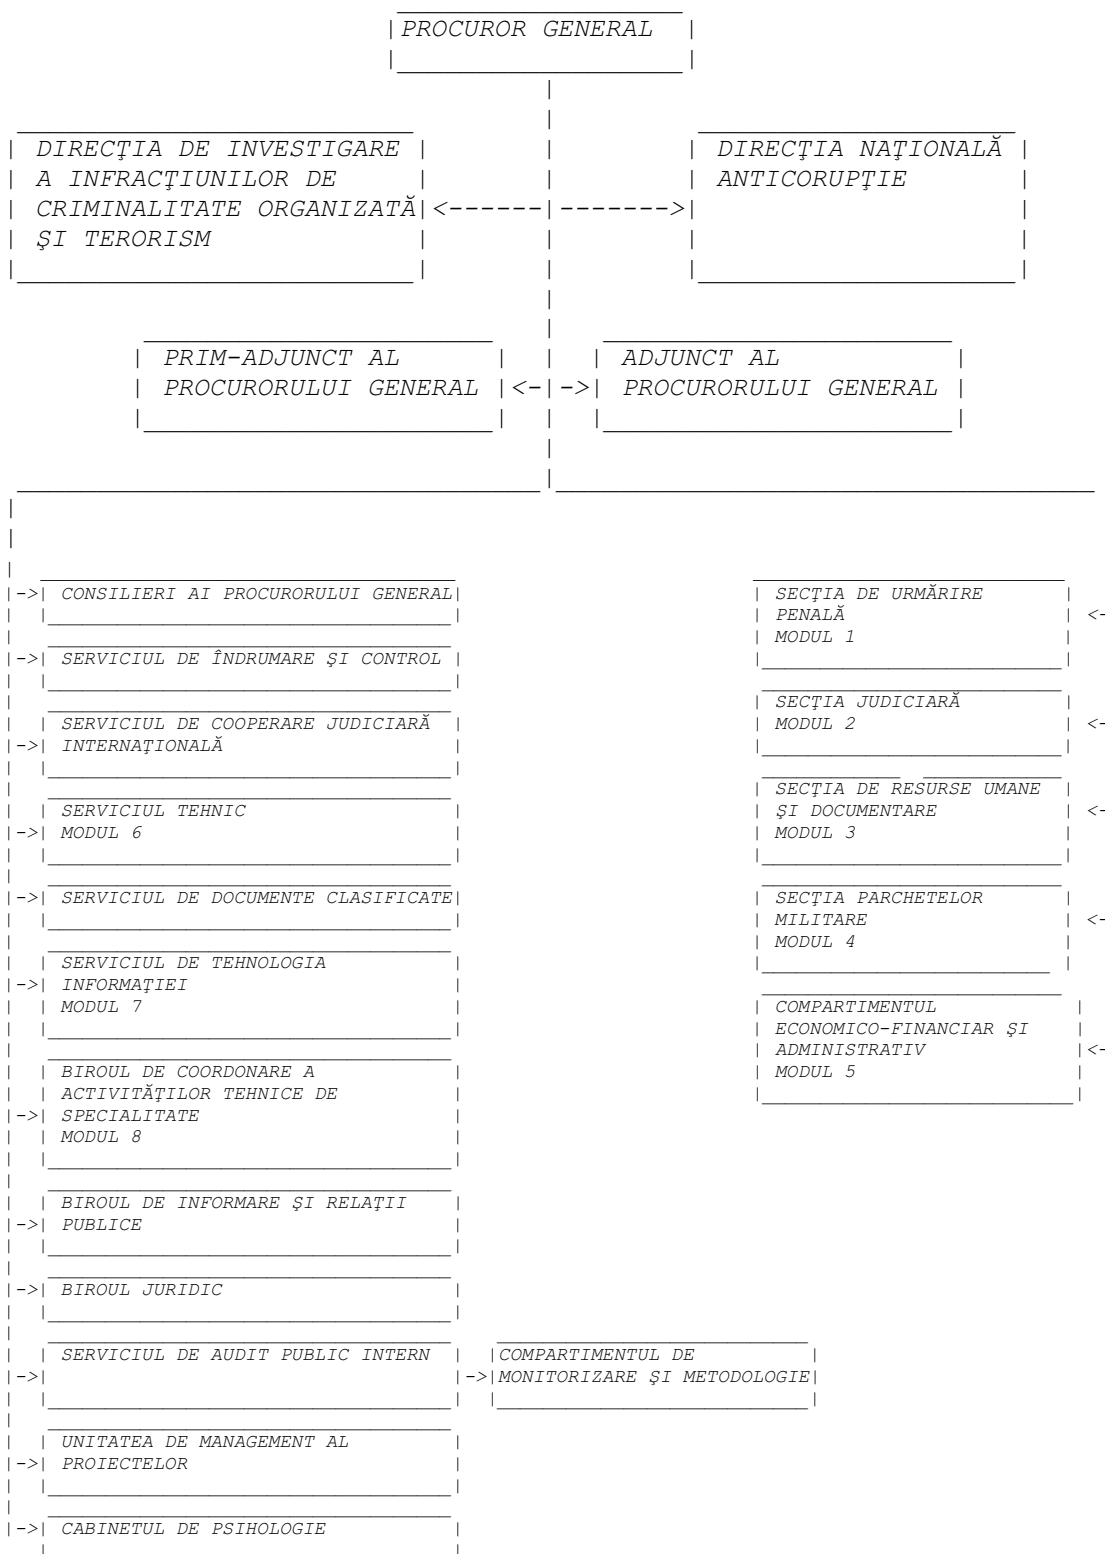 PROCUROR GENERAL
DIRECŢIA DE INVESTIGARE
A INFRACŢIUNILOR DE
CRIMINALITATE ORGANIZATĂ
ŞI TERORISM
DIRECŢIA NAŢIONALĂ
ANTICORUPŢIE
PRIM-ADJUNCT AL
PROCURORULUI GENERAL
ADJUNCT AL
PROCURORULUI GENERAL
CONSILIERI AI PROCURORULUI GENERAL
SERVICIUL DE ÎNDRUMARE ŞI CONTROL
SERVICIUL DE COOPERARE JUDICIARĂ
INTERNAŢIONALĂ
SERVICIUL TEHNIC
MODUL 6
SERVICIUL DE DOCUMENTE CLASIFICATE
SERVICIUL DE TEHNOLOGIA
INFORMAŢIEI
MODUL 7
BIROUL DE COORDONARE A
ACTIVITĂŢILOR TEHNICE DE
SPECIALITATE
MODUL 8
BIROUL DE INFORMARE ŞI RELAŢII
PUBLICE
BIROUL JURIDIC
SERVICIUL DE AUDIT PUBLIC INTERN
COMPARTIMENTUL DE
MONITORIZARE ŞI METODOLOGIE
UNITATEA DE MANAGEMENT AL
PROIECTELOR
CABINETUL DE PSIHOLOGIE
SECŢIA DE URMĂRIRE
PENALĂ
MODUL 1
SECŢIA JUDICIARĂ
MODUL 2
SECŢIA DE RESURSE UMANE
ŞI DOCUMENTARE
MODUL 3
SECŢIA PARCHETELOR
MILITARE
MODUL 4
COMPARTIMENTUL
ECONOMICO-FINANCIAR ŞI
ADMINISTRATIV
MODUL 5